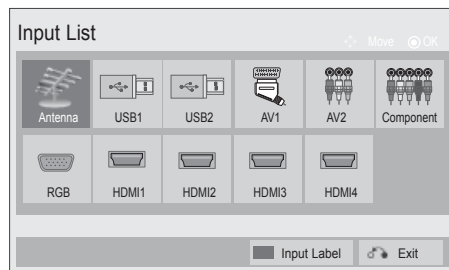 Input List
Move OK
Antenna USB1 USB2 AV1 AV2 Component
RGB HDMI1 HDMI2 HDMI3 HDMI4
Input Label Exit